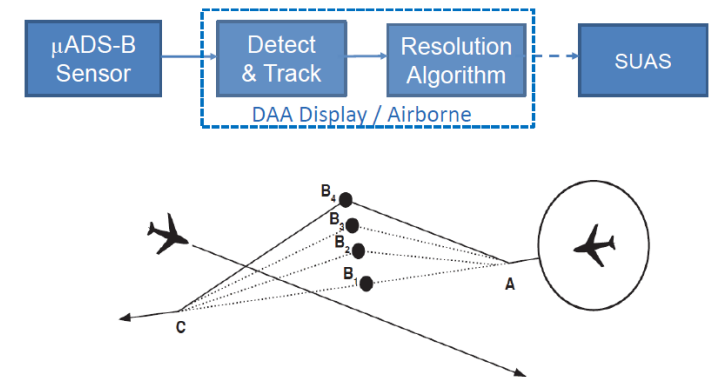 μADS-B
Sensor
Detect
& Track
Resolution
Algorithm
SUAS
DAA Display / Airborne
B4
B3
B2
B1
A
C